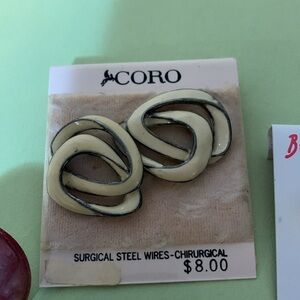 CORO
SURGICAL STEEL WIRES-CHIRURGICAL
$8.00